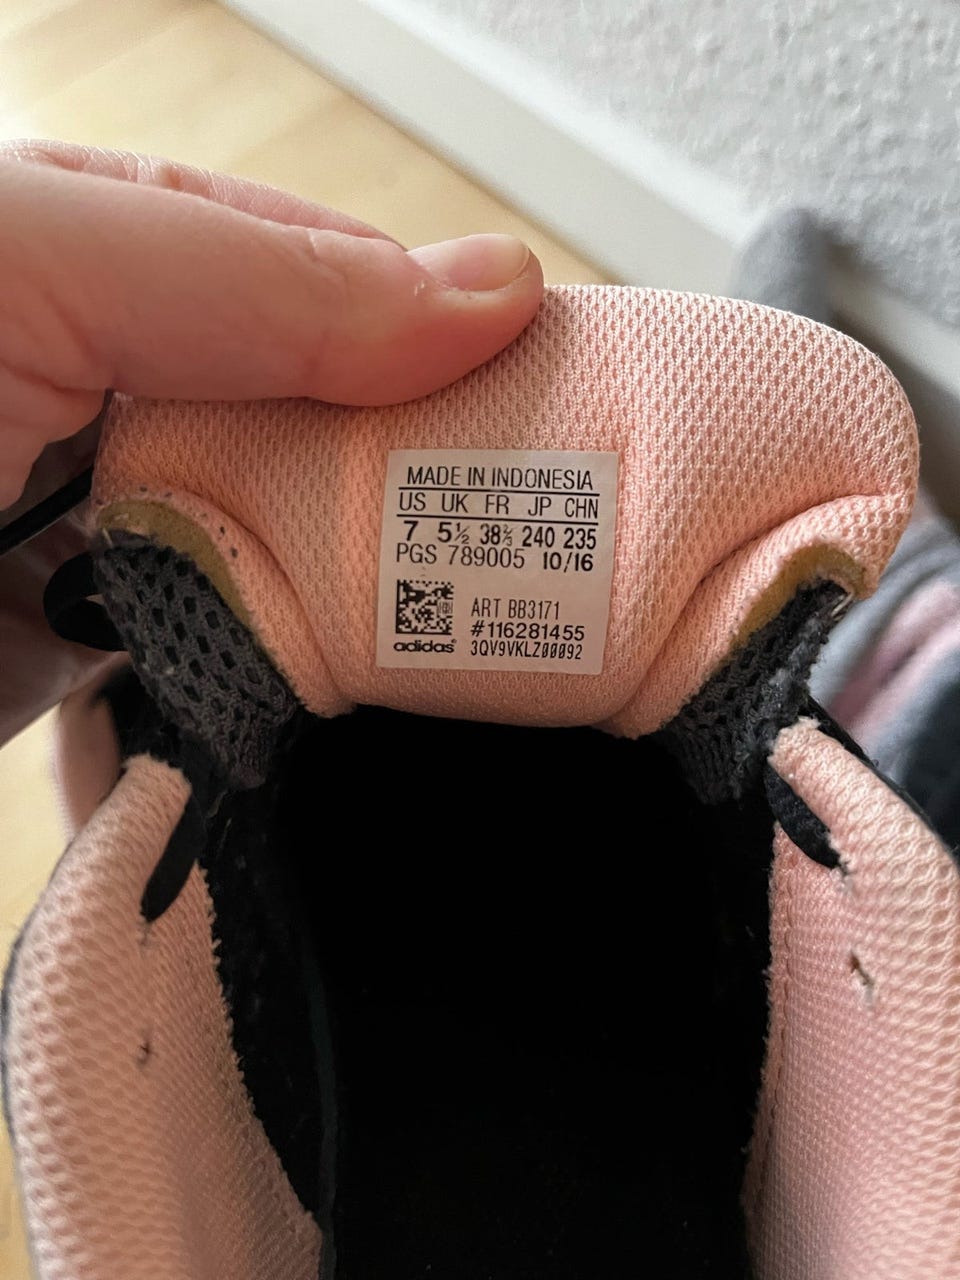 MADE IN INDONESIA
US UK FR JP CHN
7 5½ 38⅔ 240 235
PGS 789005 10/16
ART BB3171
#116281455
adidas® 3QV9VKLZ00092